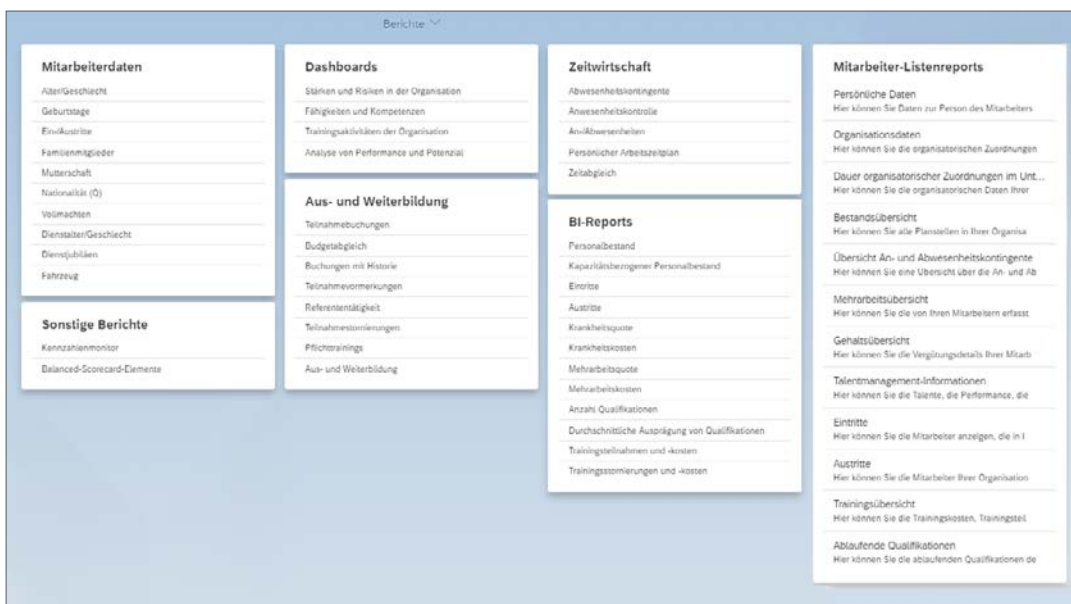 Berichte
Mitarbeiterdaten
Alter/Geschlecht
Geburtstage
Ein-/Austritte
Familienmitglieder
Mutterschaft
Nationalität (Q)
Vollmachten
Dienstalter/Geschlecht
Dienstjubiläen
Fahrzeug
Sonstige Berichte
Kennzahlenmonitor
Balanced-Scorecard-Elemente
Dashboards
Stärken und Risiken in der Organisation
Fähigkeiten und Kompetenzen
Trainingsaktivitäten der Organisation
Analyse von Performance und Potenzial
Aus- und Weiterbildung
Teilnahmebuchungen
Budgetabgleich
Buchungen mit Historie
Teilnahmevormerkungen
Referententätigkeit
Teilnahmestornierungen
Pflichttrainings
Aus- und Weiterbildung
Zeitwirtschaft
Abwesenheitskontingente
Anwesenheitskontrolle
An-/Abwesenheiten
Persönlicher Arbeitszeitplan
Zeitabgleich
BI-Reports
Personalbestand
Kapazitätsbezogener Personalbestand
Eintritte
Austritte
Krankheitsquote
Krankheitskosten
Mehrarbeitsquote
Mehrarbeitskosten
Anzahl Qualifikationen
Durchschnittliche Ausprägung von Qualifikationen
Trainingsteilnahmen und -kosten
Trainingsstornierungen und -kosten
Mitarbeiter-Listenreports
Persönliche Daten
Hier können Sie Daten zur Person des Mitarbeiters
Organisationsdaten
Hier können Sie die organisatorischen Zuordnungen
Dauer organisatorischer Zuordnungen im Unt...
Hier können Sie die organisatorischen Daten Ihrer
Bestandsübersicht
Hier können Sie alle Planstellen in Ihrer Organisa
Übersicht An- und Abwesenheitskontingente
Hier können Sie eine Übersicht über die An- und Ab
Mehrarbeitsübersicht
Hier können Sie die von Ihren Mitarbeitern erfasst
Gehaltsübersicht
Hier können Sie die Vergütungsdetails Ihrer Mitarb
Talentmanagement-Informationen
Hier können Sie die Talente, die Performance, die
Eintritte
Hier können Sie die Mitarbeiter anzeigen, die in I
Austritte
Hier können Sie die Mitarbeiter Ihrer Organisation
Trainingsübersicht
Hier können Sie die Trainingskosten, Trainingsteil
Ablaufende Qualifikationen
Hier können Sie die ablaufenden Qualifikationen de